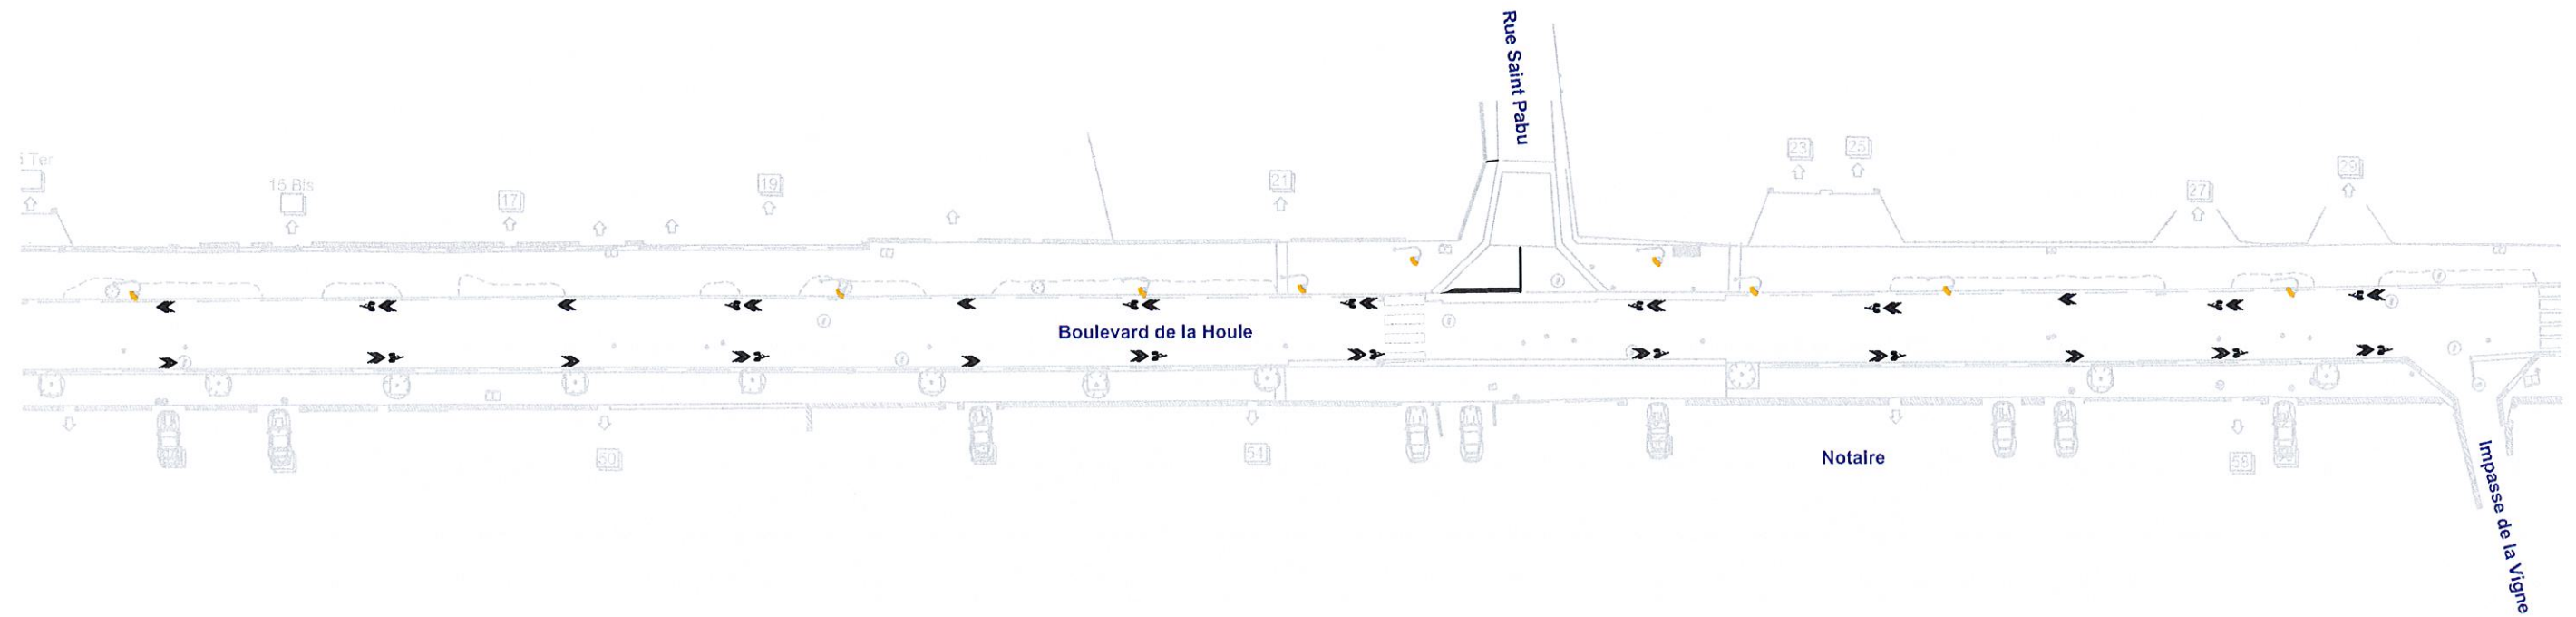 Rue Saint Pabu
Ter
15 Bis
17
19
21
23
25
27
29
Boulevard de la Houle
50
54
Notaire
58
Impasse de la Vigne